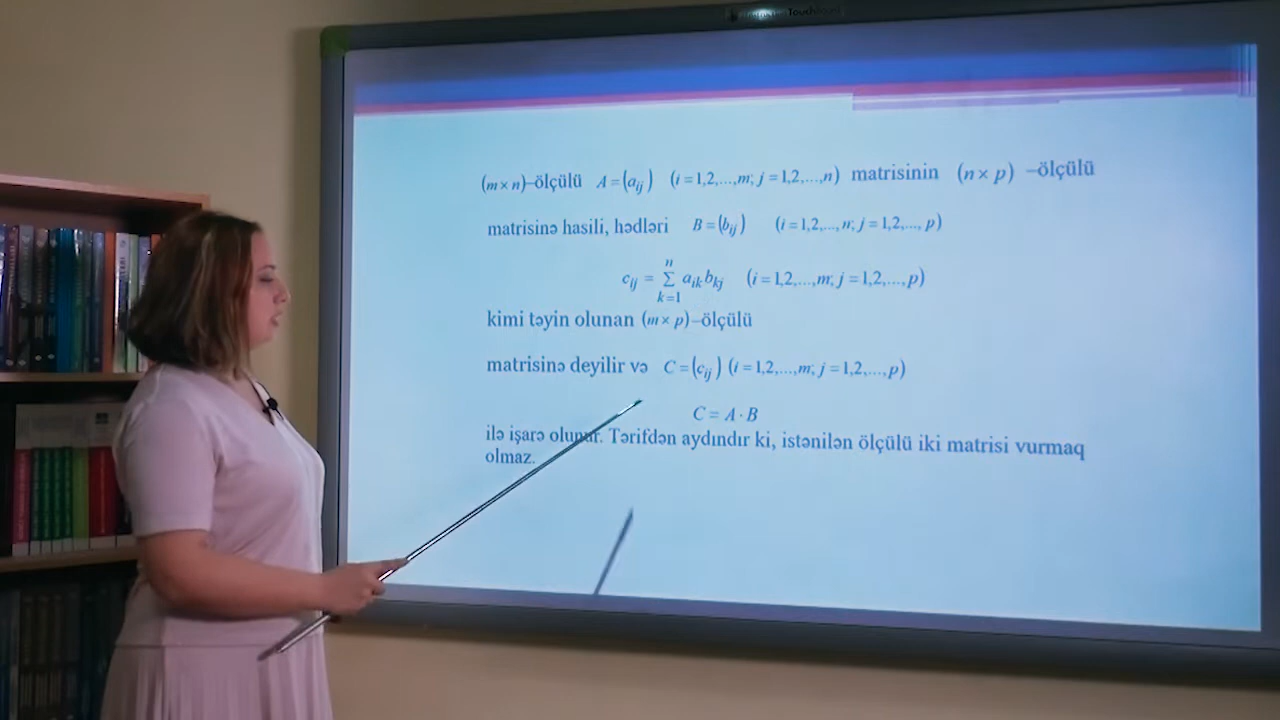 Touch
(m × n)–ölçülü A = (aij) (i = 1,2,...,m; j = 1,2,...,n) matrisinin (n × p) –ölçülü
matrisinə hasili, hədləri B = (bij) (i = 1,2,..., n; j = 1,2,..., p)
cij = n∑k=1 aik bkj (i = 1,2,...,m; j = 1,2,...,p)
kimi təyin olunan (m × p)–ölçülü
matrisinə deyilir və C = (cij) (i = 1,2,...,m; j = 1,2,...,p)
C = A · B
ilə işarə olunur. Tərifdən aydındır ki, istənilən ölçülü iki matrisi vurmaq
olmaz.